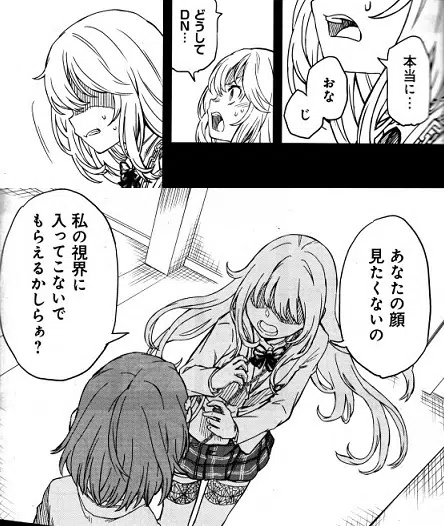 本当に…
おな
じ
どうして
DN…
あなたの顔
見たくないの
私の視界に
入ってこないで
もらえるかしらぁ？